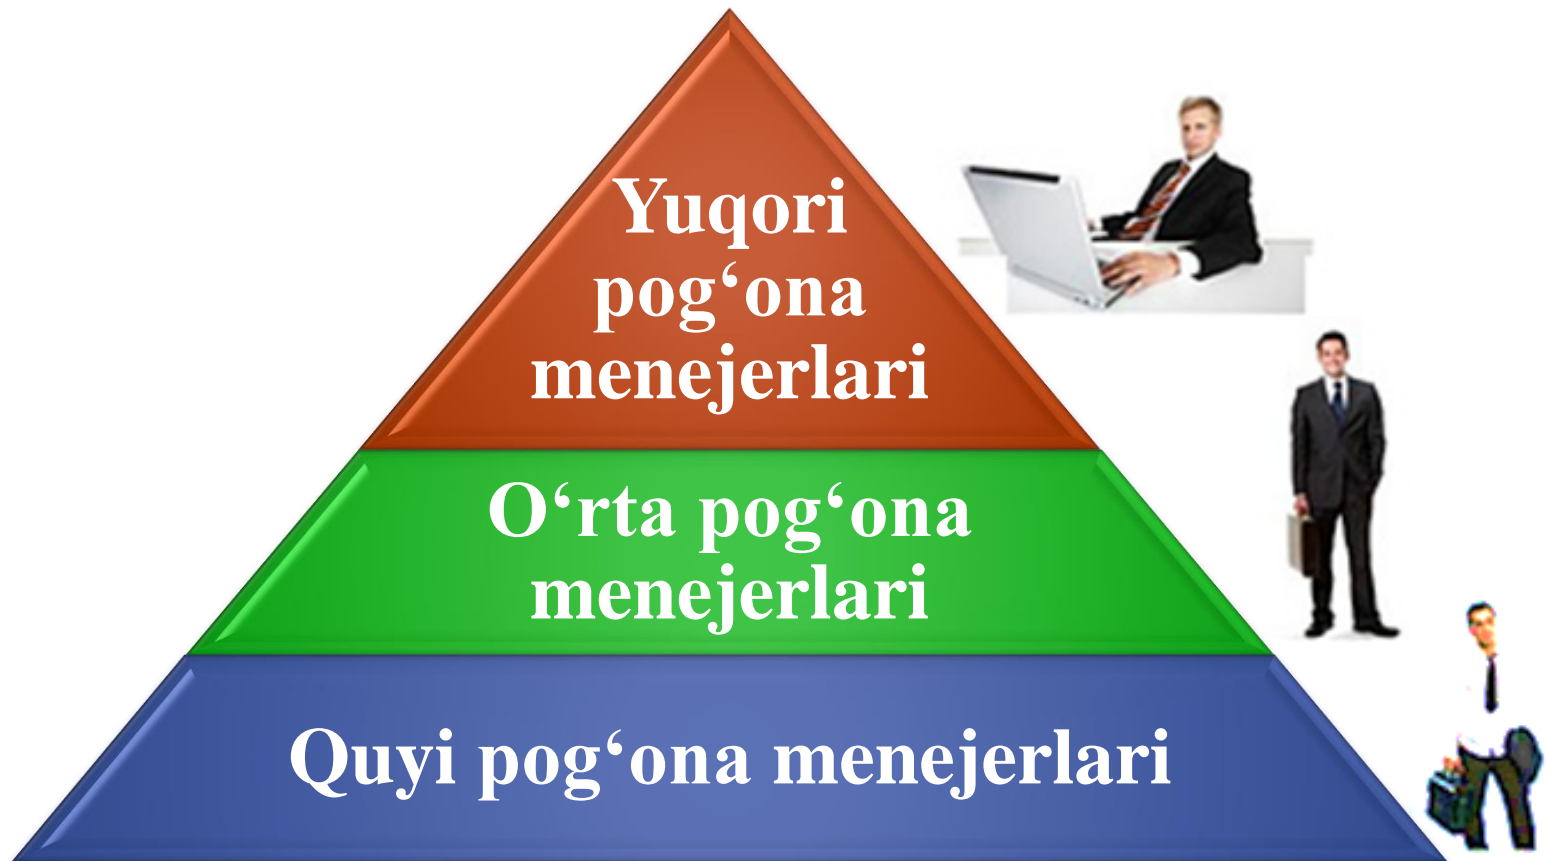 Yuqori
pog‘ona
menejerlari
O‘rta pog‘ona
menejerlari
Quyi pog‘ona menejerlari